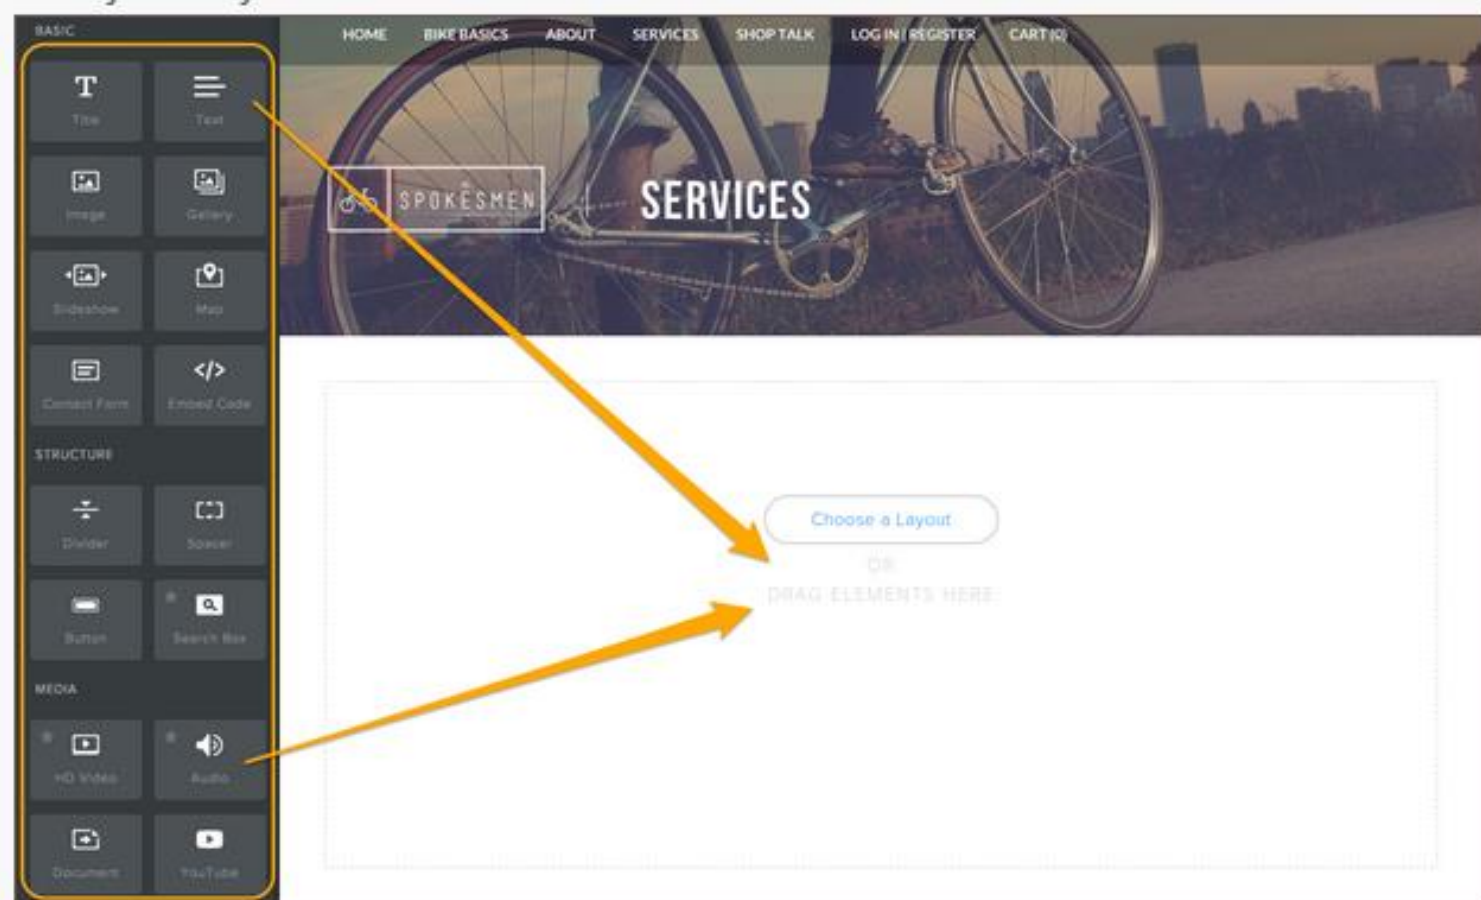 BASIC
Title
Text
Image
Gallery
Slideshow
Map
Contact Form
Embed Code
STRUCTURE
Divider
Spacer
Button
Search Box
MEDIA
HD Video
Audio
Document
YouTube
HOME BIKE BASICS ABOUT SERVICES SHOP TALK LOG IN | REGISTER CART (0)
SPOKESMEN
SERVICES
Choose a Layout
OR
DRAG ELEMENTS HERE